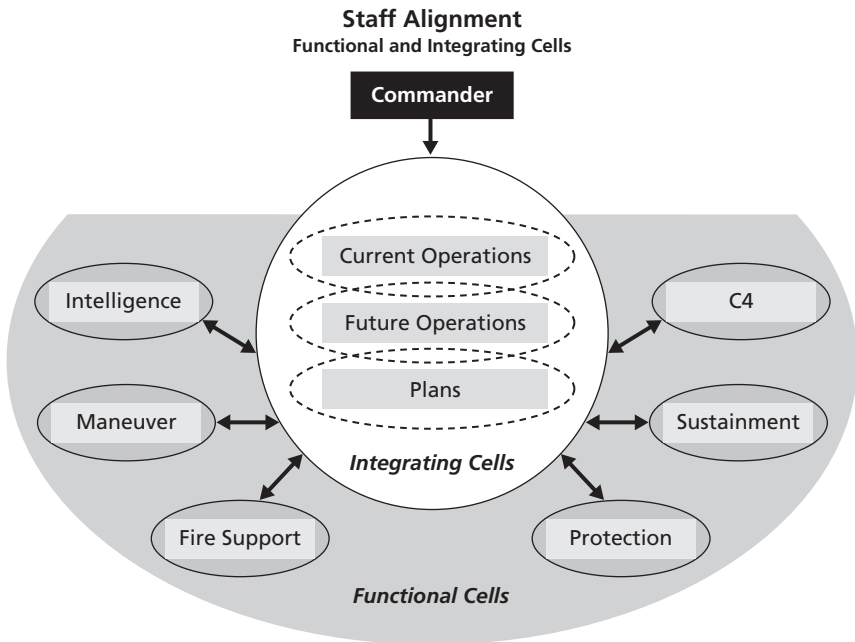 Staff Alignment
Functional and Integrating Cells
Commander
Current Operations
Future Operations
Plans
Integrating Cells
Intelligence
Maneuver
Fire Support
C4
Sustainment
Protection
Functional Cells